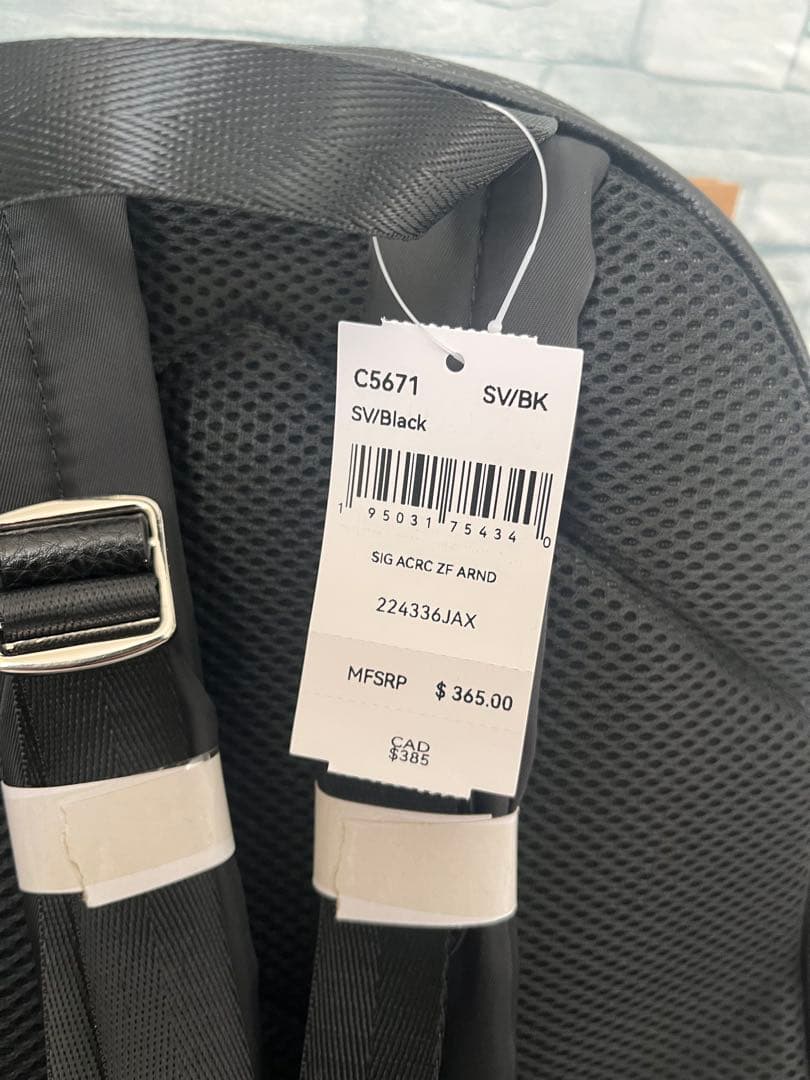 C5671 SV/BK
SV/Black
1 95031 75434 0
SIG ACRC ZF ARND
224336JAX
MFSRP $ 365.00
CAD
$385